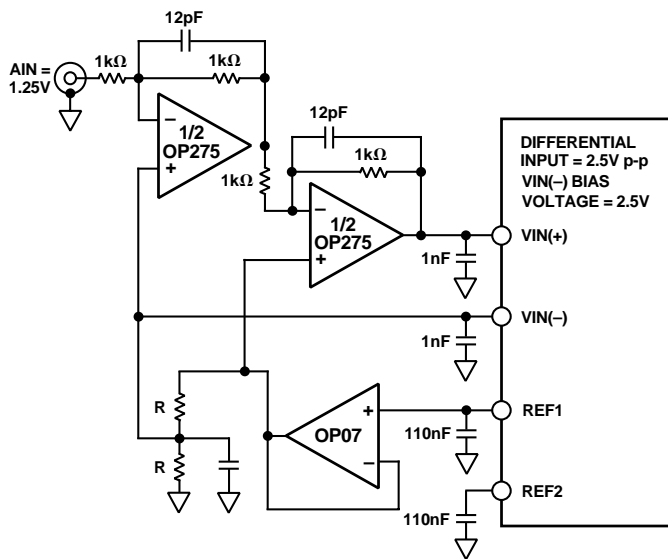 12pF
AIN =
1.25V
1kΩ
1kΩ
–
+
1/2
OP275
12pF
1kΩ
1kΩ
–
+
1/2
OP275
DIFFERENTIAL
INPUT = 2.5V p-p
VIN(–) BIAS
VOLTAGE = 2.5V
VIN(+)
1nF
VIN(–)
1nF
R
R
+
–
OP07
REF1
110nF
REF2
110nF